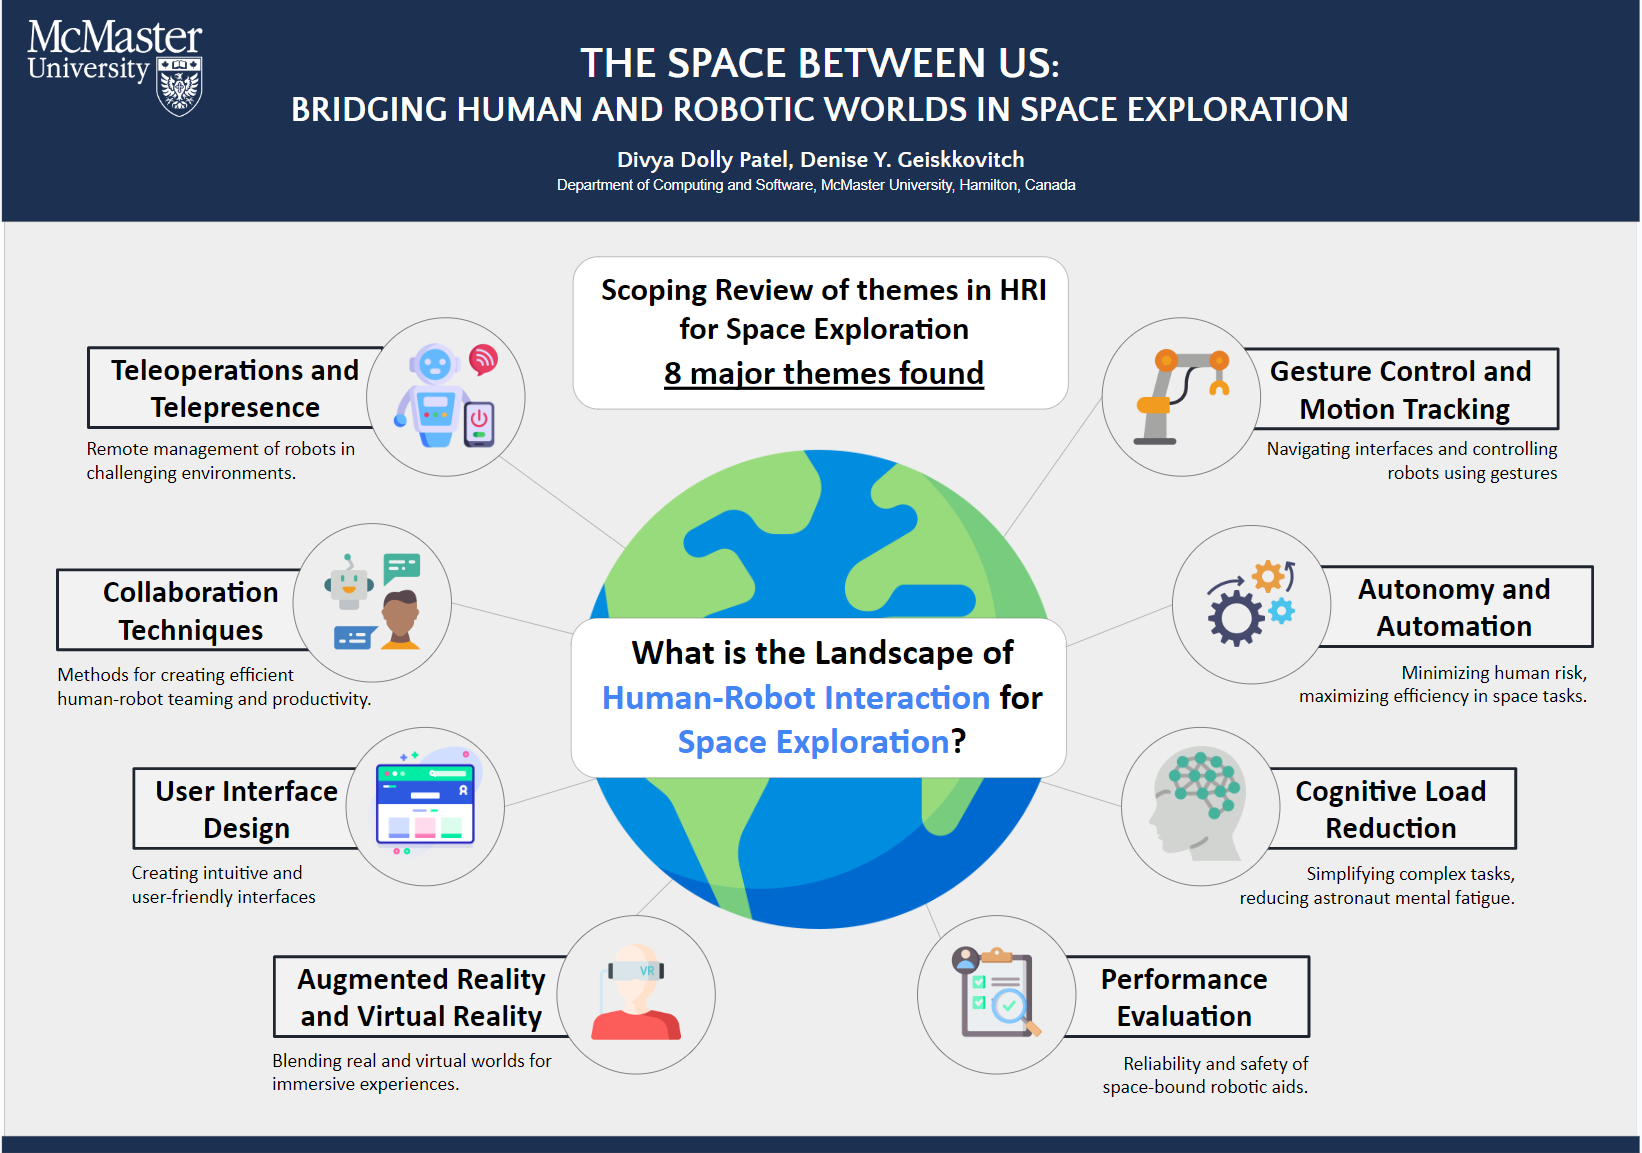 McMaster
University
THE SPACE BETWEEN US:
BRIDGING HUMAN AND ROBOTIC WORLDS IN SPACE EXPLORATION
Divya Dolly Patel, Denise Y. Geiskkovitch
Department of Computing and Software, McMaster University, Hamilton, Canada
Scoping Review of themes in HRI
for Space Exploration
8 major themes found
Teleoperations and
Telepresence
Remote management of robots in
challenging environments.
Collaboration
Techniques
Methods for creating efficient
human-robot teaming and productivity.
User Interface
Design
Creating intuitive and
user-friendly interfaces
Augmented Reality
and Virtual Reality
Blending real and virtual worlds for
immersive experiences.
VR
What is the Landscape of
Human-Robot Interaction for
Space Exploration?
Gesture Control and
Motion Tracking
Navigating interfaces and controlling
robots using gestures
Autonomy and
Automation
Minimizing human risk,
maximizing efficiency in space tasks.
Cognitive Load
Reduction
Simplifying complex tasks,
reducing astronaut mental fatigue.
Performance
Evaluation
Reliability and safety of
space-bound robotic aids.